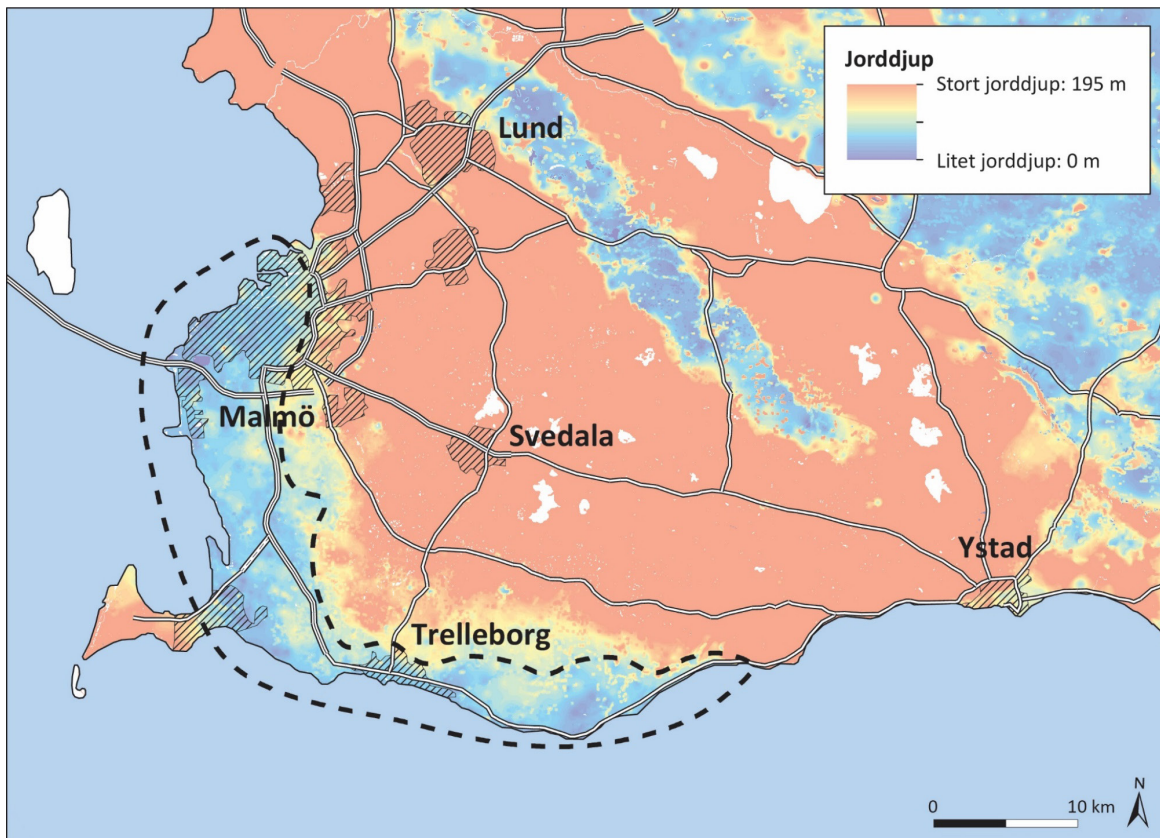 Jorddjup
Stort jorddjup: 195 m
Litet jorddjup: 0 m
Lund
Malmö
Svedala
Ystad
Trelleborg
N
0 10 km